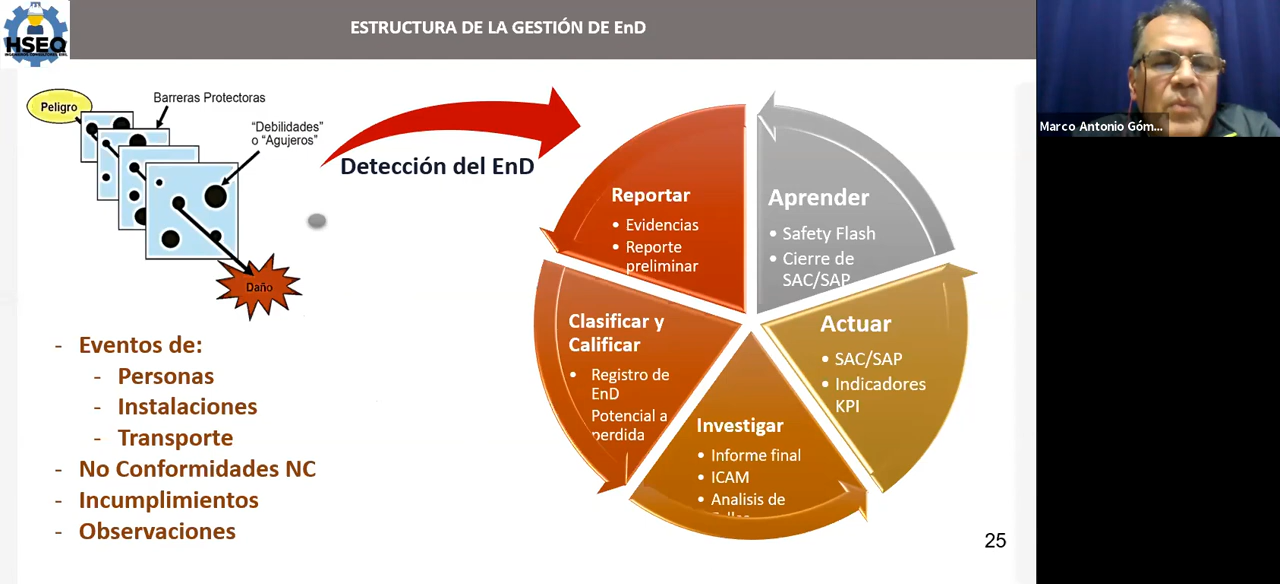 ESTRUCTURA DE LA GESTIÓN DE EnD
HSEQ
Peligro
Barreras Protectoras
“Debilidades”
o “Agujeros”
Daño
Detección del EnD
- Eventos de:
- Personas
- Instalaciones
- Transporte
- No Conformidades NC
- Incumplimientos
- Observaciones
Reportar
• Evidencias
• Reporte
preliminar
Aprender
• Safety Flash
• Cierre de
SAC/SAP
Clasificar y
Calificar
• Registro de
EnD
Potencial a
perdida
Investigar
• Informe final
• ICAM
• Analisis de
Actuar
• SAC/SAP
• Indicadores
KPI
25
Marco Antonio Góm...